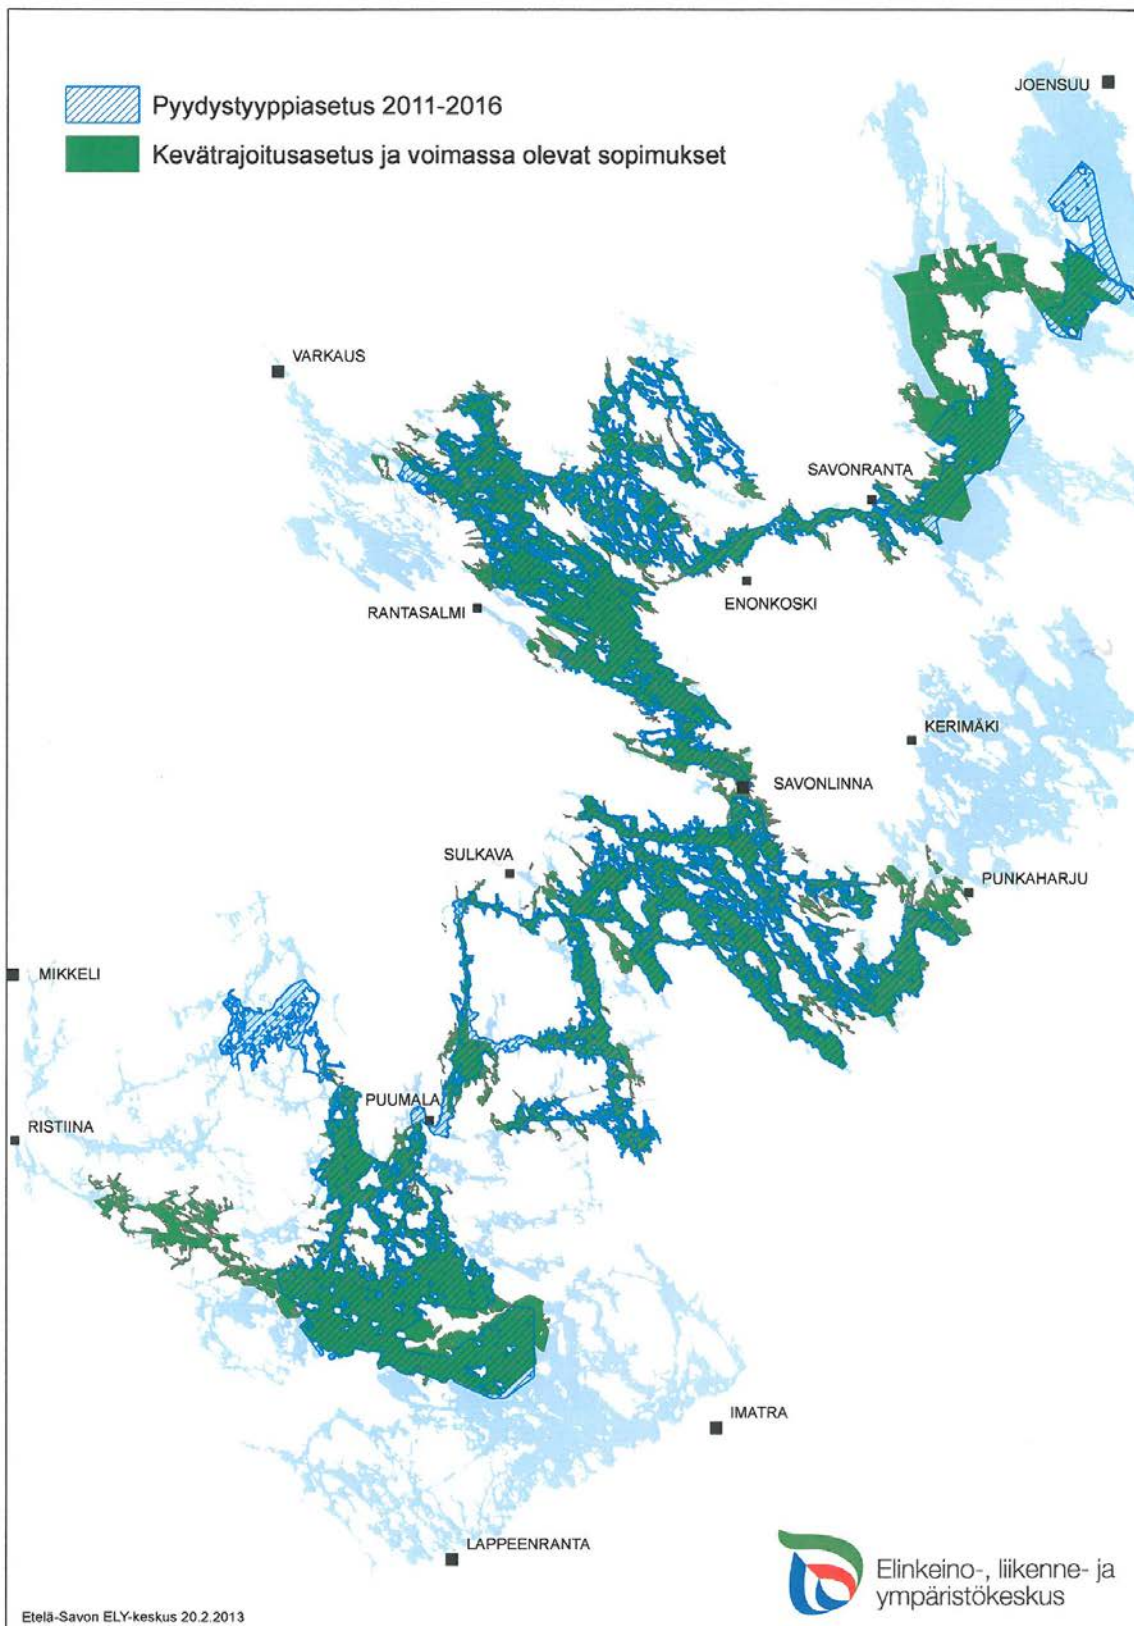 Pyydystyyppiasetus 2011-2016
Kevätrajoitusasetus ja voimassa olevat sopimukset
JOENSUU
VARKAUS
SAVONRANTA
ENONKOSKI
RANTASALMI
KERIMÄKI
SAVONLINNA
SULKAVA
PUNKAHARJU
MIKKELI
PUUMALA
RISTIINA
IMATRA
LAPPEENRANTA
Elinkeino-, liikenne- ja
ympäristökeskus
Etelä-Savon ELY-keskus 20.2.2013